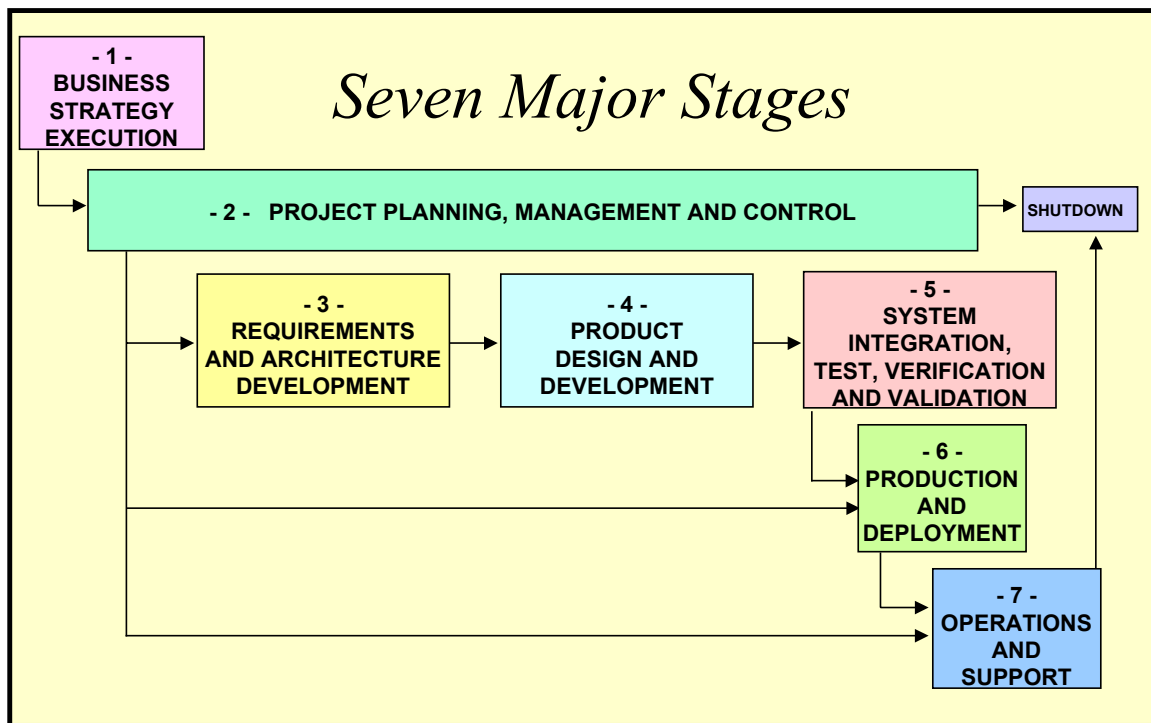 - 1 -
BUSINESS
STRATEGY
EXECUTION
Seven Major Stages
- 2 - PROJECT PLANNING, MANAGEMENT AND CONTROL
SHUTDOWN
- 3 -
REQUIREMENTS
AND ARCHITECTURE
DEVELOPMENT
- 4 -
PRODUCT
DESIGN AND
DEVELOPMENT
- 5 -
SYSTEM
INTEGRATION,
TEST, VERIFICATION
AND VALIDATION
- 6 -
PRODUCTION
AND
DEPLOYMENT
- 7 -
OPERATIONS
AND
SUPPORT